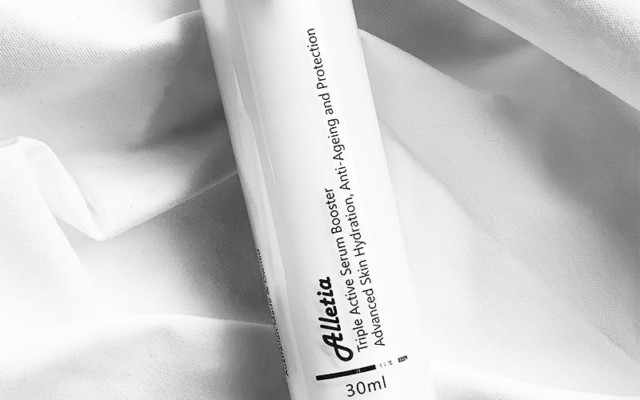 Alletia
Triple Active Serum Booster
Advanced Skin Hydration, Anti-Ageing and Protection
30ml